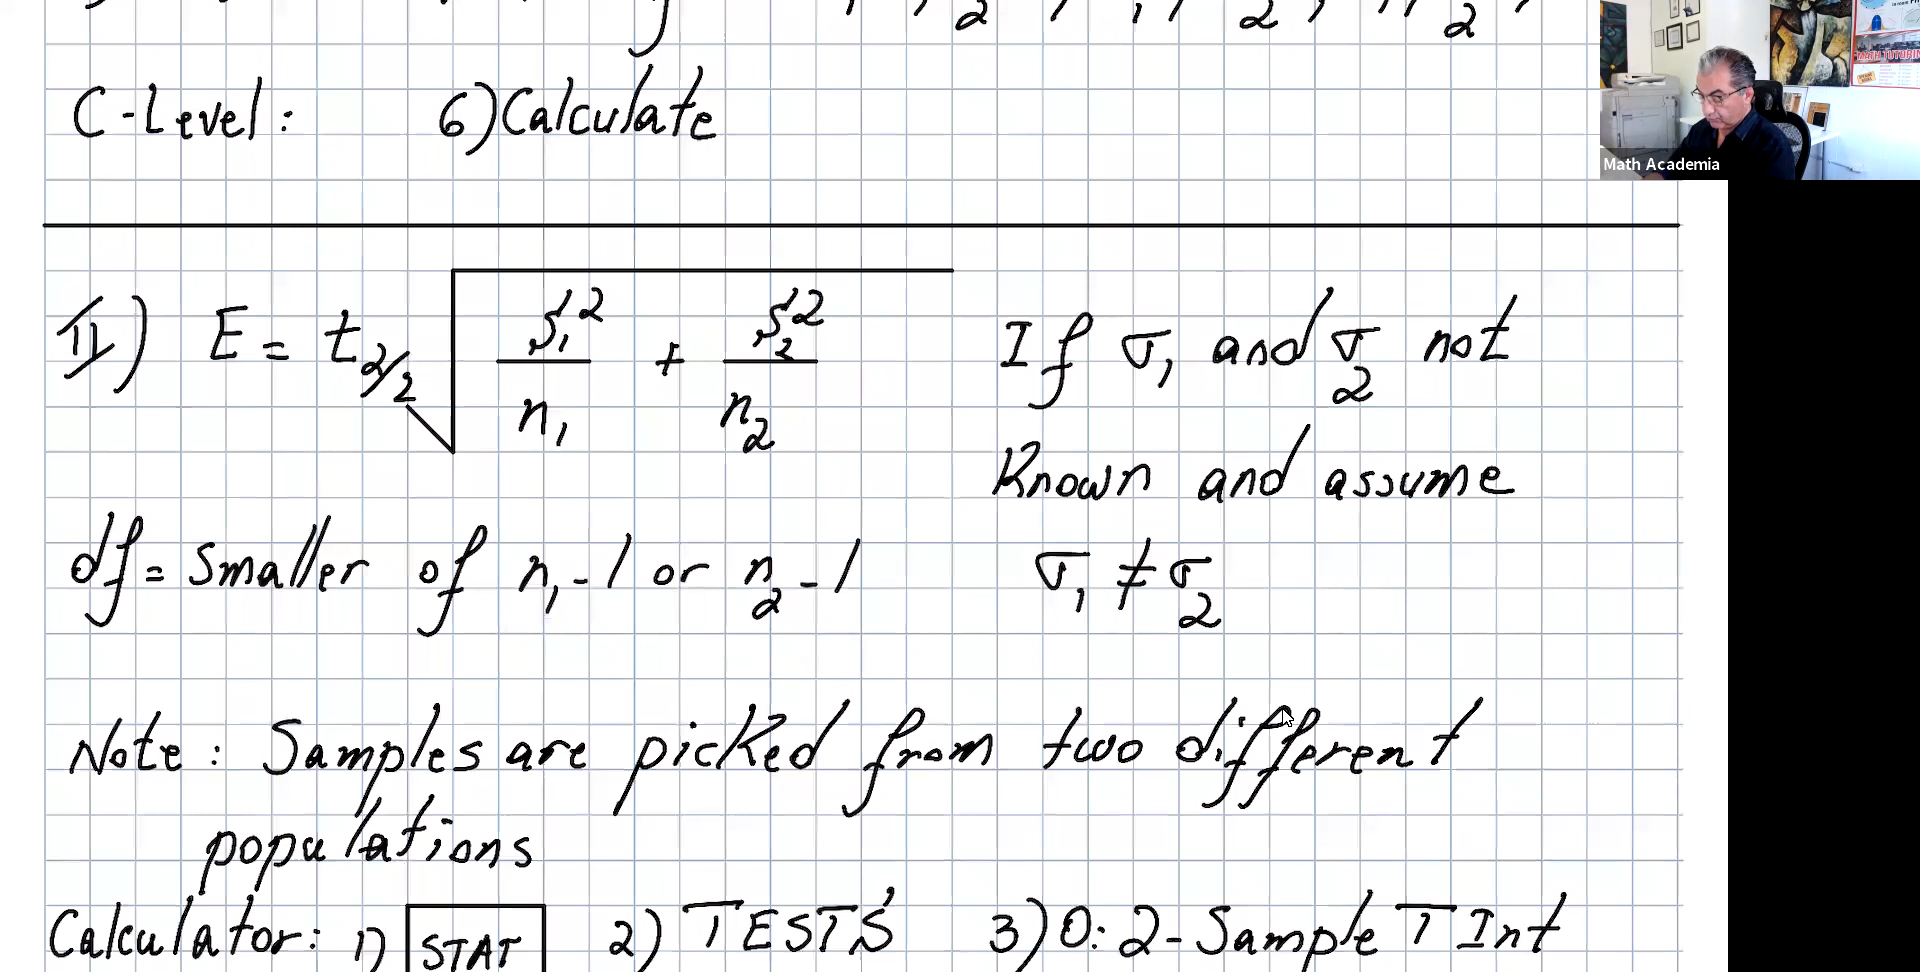 C-Level: 6) Calculate
Math Academia
MATH TUTORING
II) E = t α/2 √ s₁²/n₁ + s₂²/n₂ If σ₁ and σ₂ not
Known and assume
df = smaller of n₁-1 or n₂-1 σ₁ ≠ σ₂
Note: Samples are picked from two different
populations
Calculator: 1) STAT 2) TESTS 3) 0: 2-Sample T Int